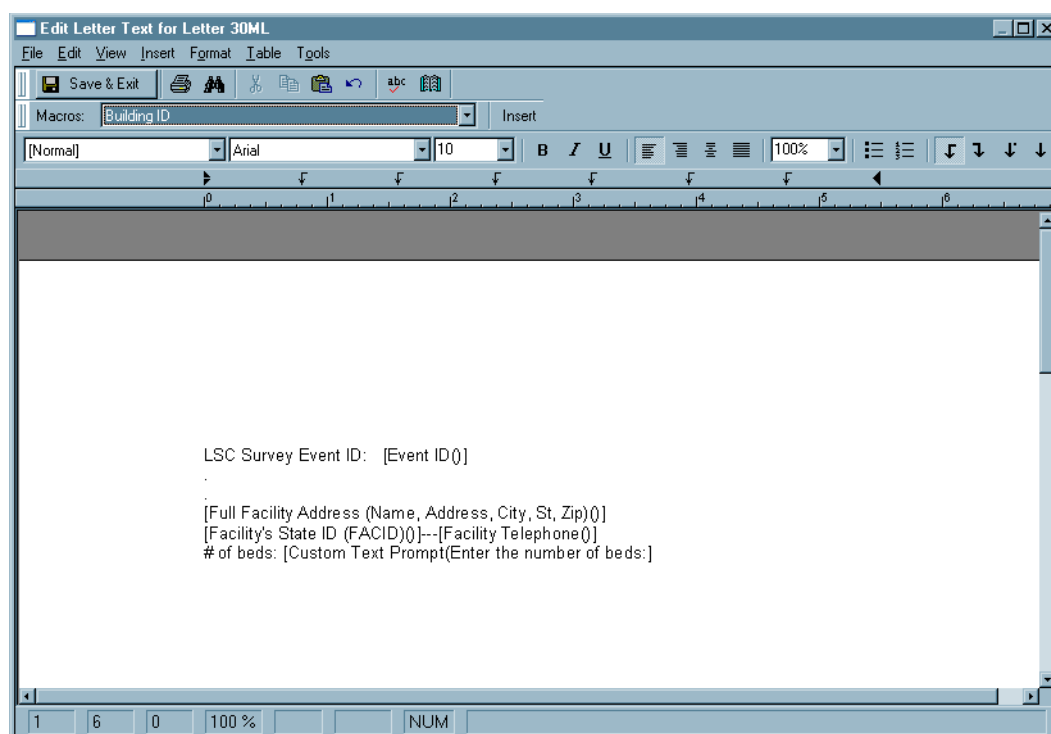 Edit Letter Text for Letter 30ML
File Edit View Insert Format Table Tools
Save & Exit abc
Macros: Building ID Insert
[Normal] Arial 10 B I U 100%
0 1 2 3 4 5 6
LSC Survey Event ID: [Event ID()]
.
.
[Full Facility Address (Name, Address, City, St, Zip)()]
[Facility's State ID (FACID)()]---[Facility Telephone()]
# of beds: [Custom Text Prompt(Enter the number of beds:]
1 6 0 100 % NUM